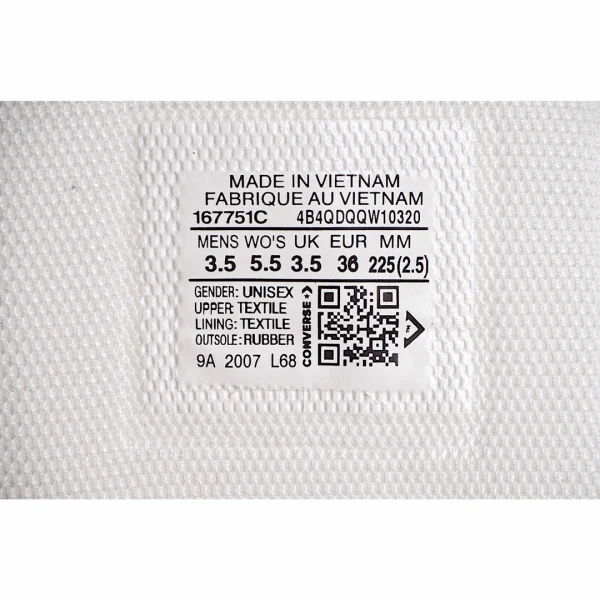 MADE IN VIETNAM
FABRIQUE AU VIETNAM
167751C 4B4QDQQW10320
MENS WO'S UK EUR MM
3.5 5.5 3.5 36 225(2.5)
GENDER: UNISEX
UPPER: TEXTILE
LINING: TEXTILE
OUTSOLE: RUBBER
9A 2007 L68
CONVERSE
F